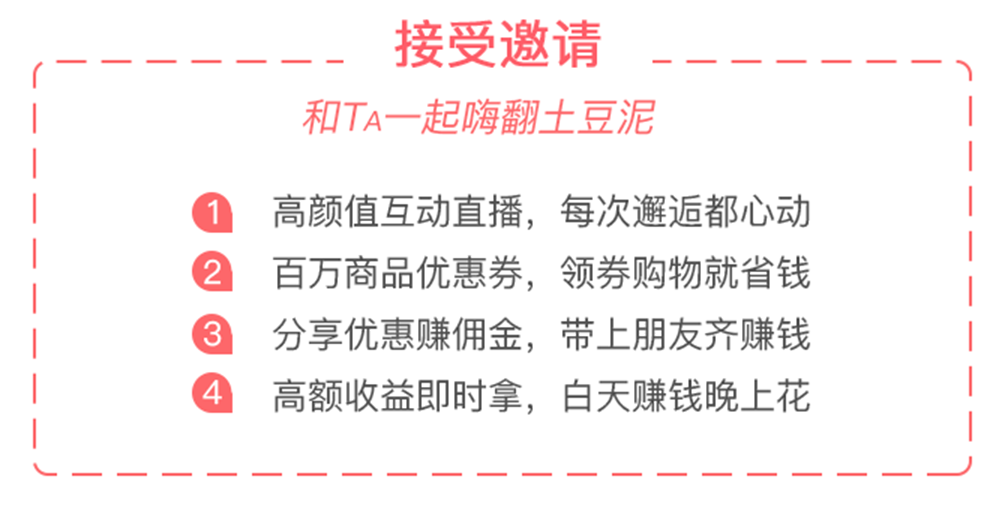 接受邀请
和TA一起嗨翻土豆泥
1 高颜值互动直播，每次邂逅都心动
2 百万商品优惠券，领券购物就省钱
3 分享优惠赚佣金，带上朋友齐赚钱
4 高额收益即时拿，白天赚钱晚上花